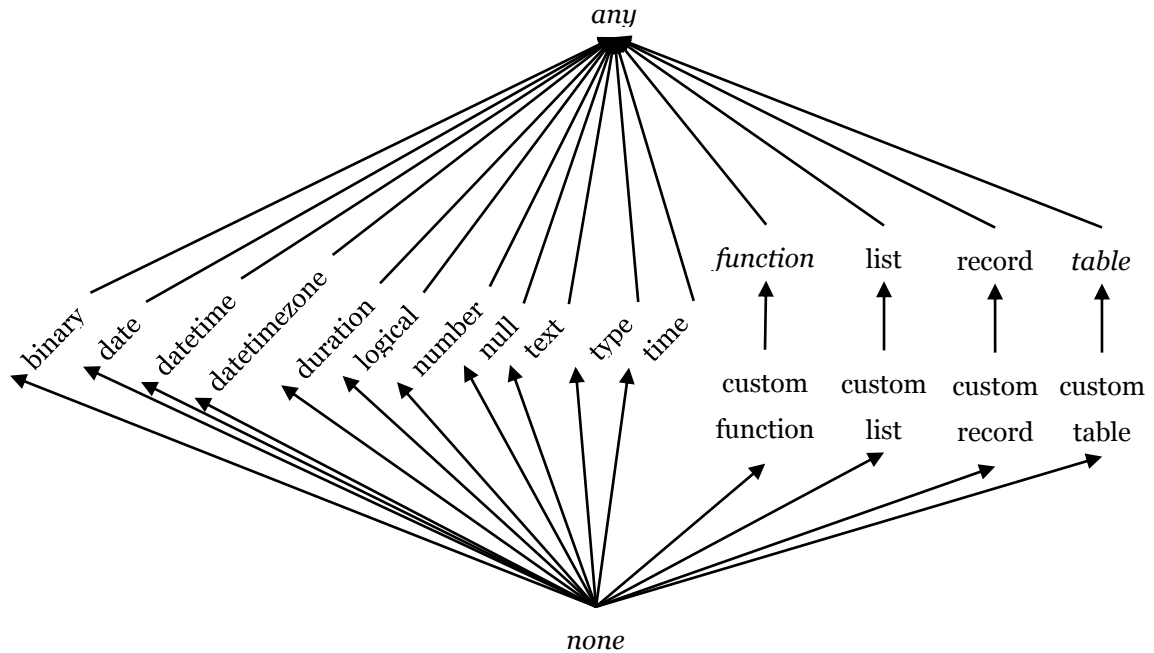 any
function list record table
binary date datetime datetimezone duration logical number null text type time
custom custom custom custom
function list record table
none